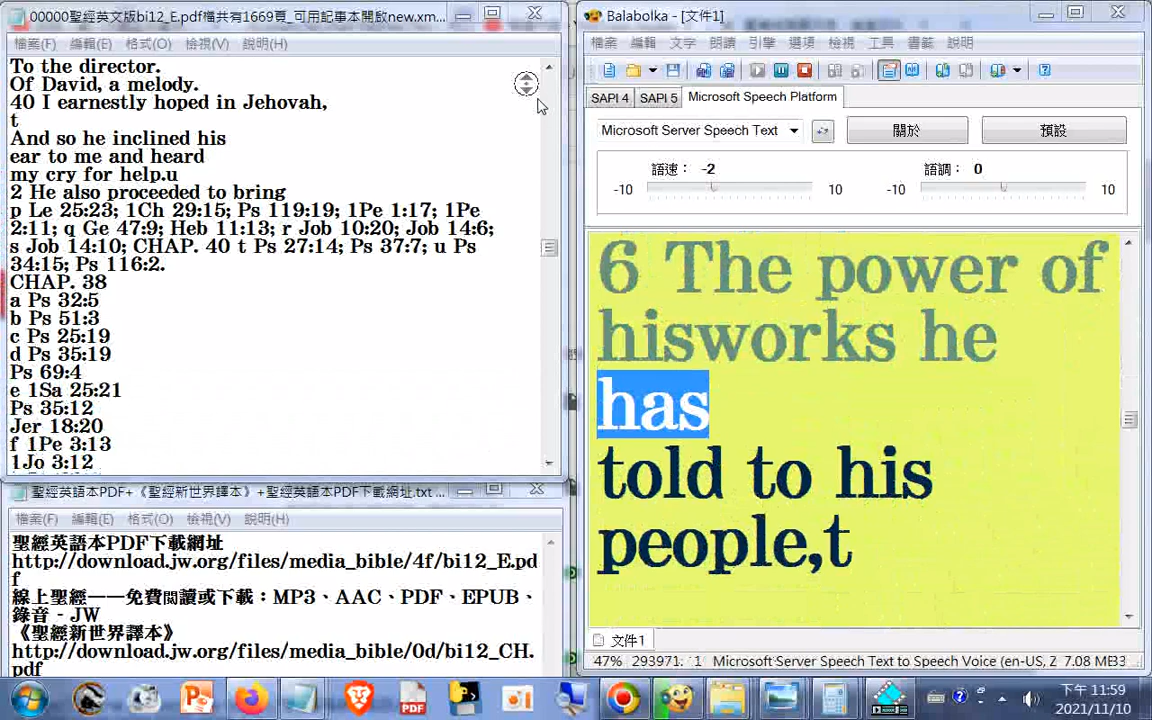 00000聖經英文版bi12_E.pdf檔共有1669頁_可用記事本開啟new.xm...
檔案(F) 編輯(E) 格式(O) 檢視(V) 說明(H)
To the director.
Of David, a melody.
40 I earnestly hoped in Jehovah,
t
And so he inclined his
ear to me and heard
my cry for help.u
2 He also proceeded to bring
p Le 25:23; 1Ch 29:15; Ps 119:19; 1Pe 1:17; 1Pe
2:11; q Ge 47:9; Heb 11:13; r Job 10:20; Job 14:6;
s Job 14:10; CHAP. 40 t Ps 27:14; Ps 37:7; u Ps
34:15; Ps 116:2.
CHAP. 38
a Ps 32:5
b Ps 51:3
c Ps 25:19
d Ps 35:19
Ps 69:4
e 1Sa 25:21
Ps 35:12
Jer 18:20
f 1Pe 3:13
1Jo 3:12
聖經英語本PDF+《聖經新世界譯本》+聖經英語本PDF下載網址.txt ...
檔案(F) 編輯(E) 格式(O) 檢視(V) 說明(H)
聖經英語本PDF下載網址
http://download.jw.org/files/media_bible/4f/bi12_E.pd
f
線上聖經——免費閱讀或下載：MP3、AAC、PDF、EPUB、
錄音 - JW
《聖經新世界譯本》
http://download.jw.org/files/media_bible/0d/bi12_CH.
pdf
Balabolka - [文件1]
檔案 編輯 文字 朗讀 引擎 選項 檢視 工具 書籤 說明
SAPI 4 SAPI 5 Microsoft Speech Platform
Microsoft Server Speech Text 關於 預設
語速： -2 語調： 0
-10 10 -10 10
6 The power of
hisworks he
has
told to his
people,t
文件1
47% 293971: 1 Microsoft Server Speech Text to Speech Voice (en-US, Z 7.08 MB
下午 11:59
2021/11/10